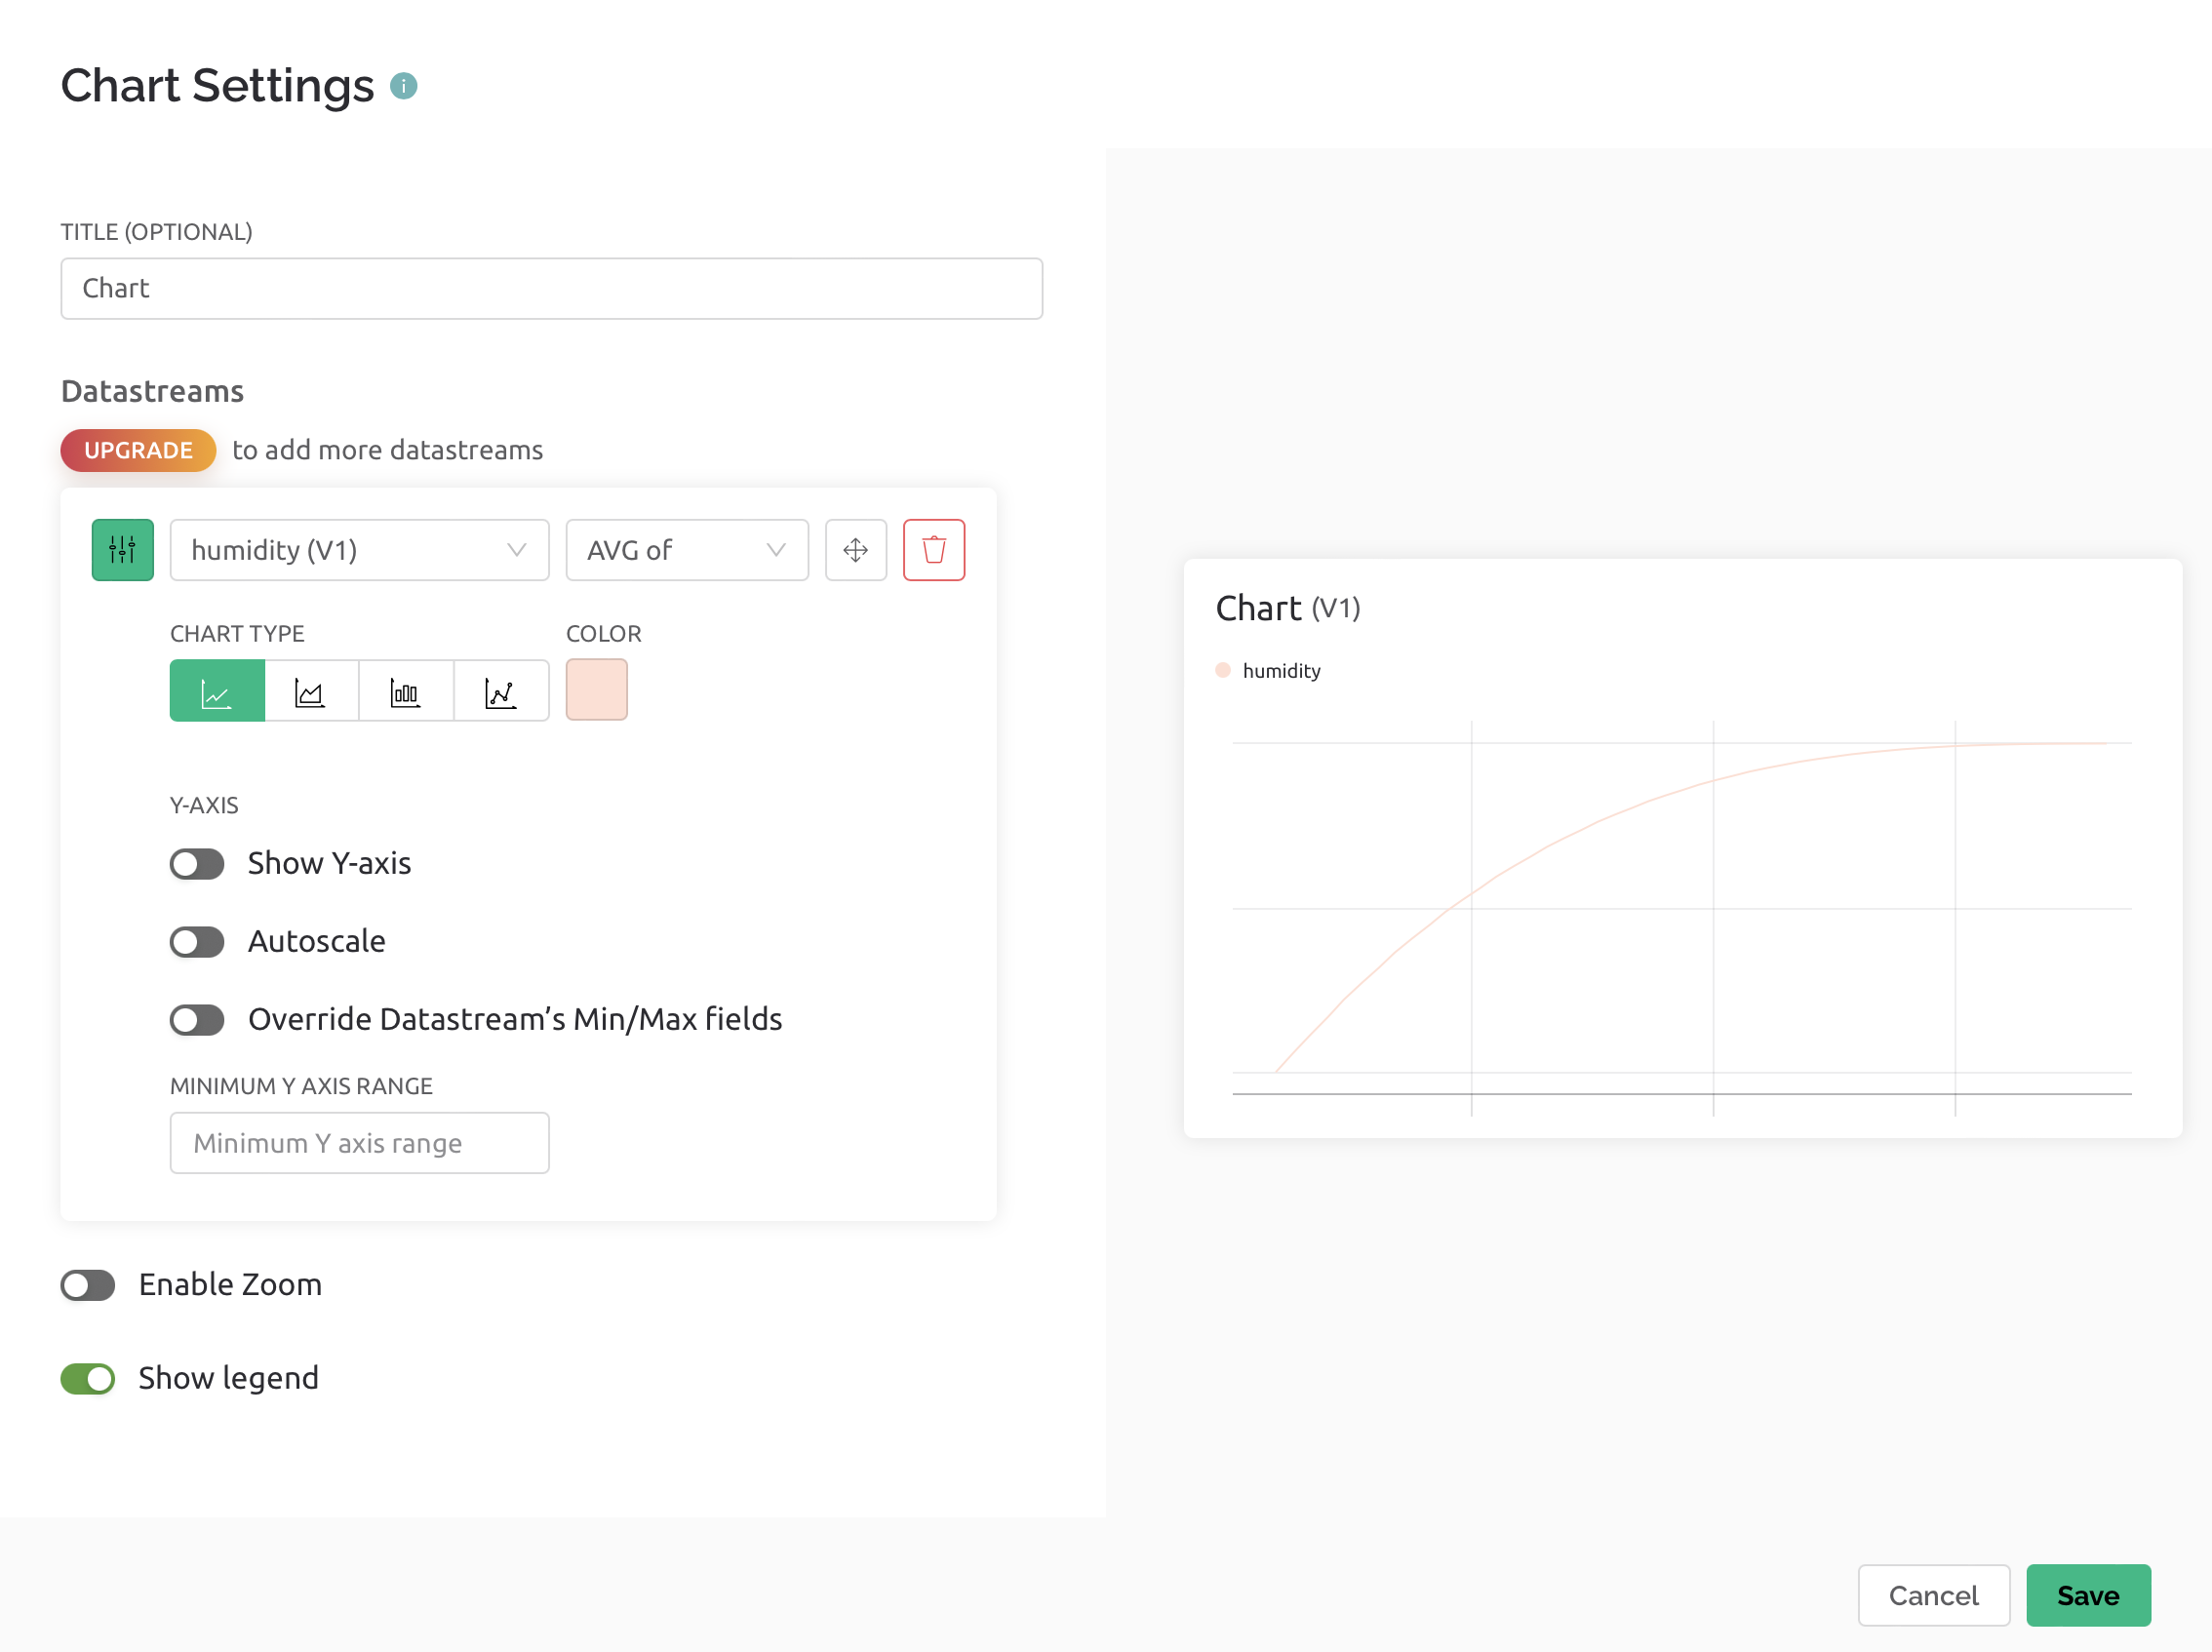 Chart Settings
TITLE (OPTIONAL)
Chart
Datastreams
UPGRADE to add more datastreams
humidity (V1) AVG of
CHART TYPE COLOR
Y-AXIS
Show Y-axis
Autoscale
Override Datastream’s Min/Max fields
MINIMUM Y AXIS RANGE
Minimum Y axis range
Enable Zoom
Show legend
Chart (V1)
humidity
Cancel Save